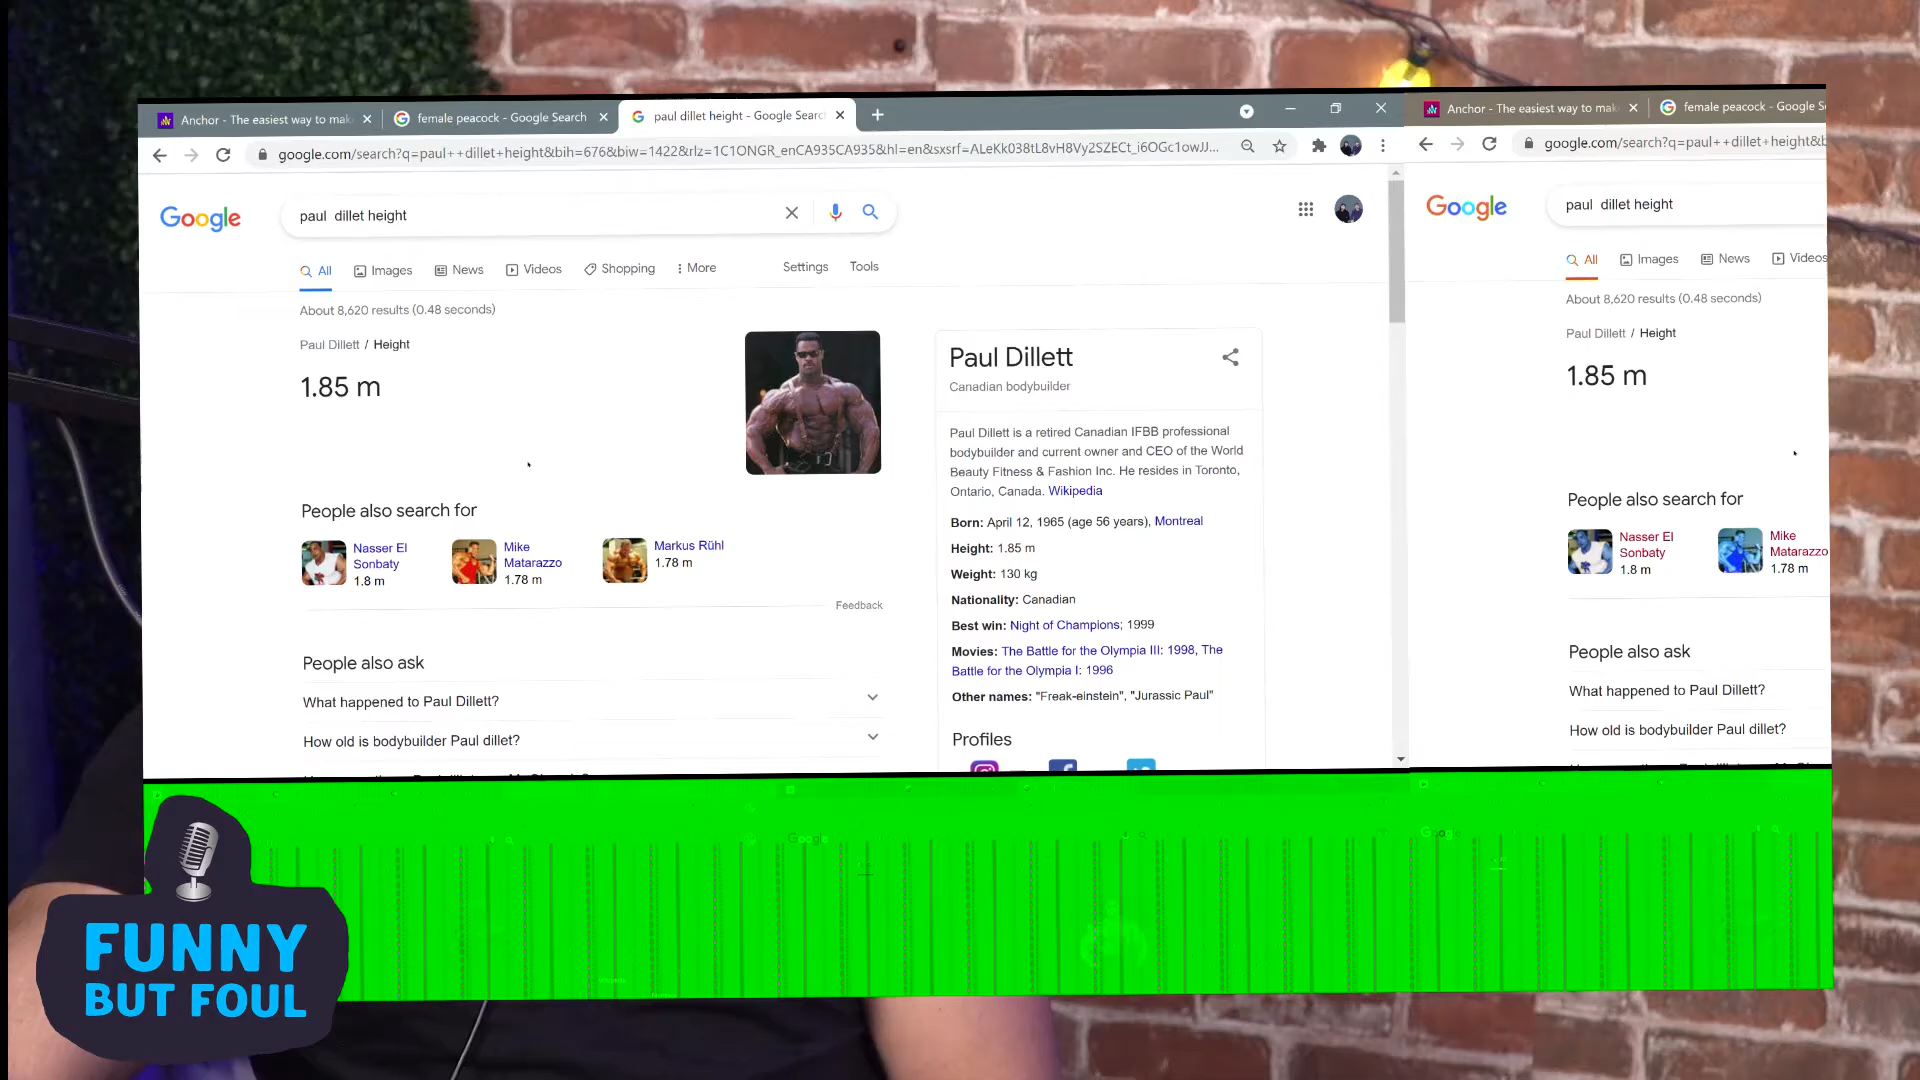 Anchor - The easiest way to mak
female peacock - Google Search
paul dillet height - Google Searc
google.com/search?q=paul++dillet+height&bih=676&biw=1422&rlz=1C1ONGR_enCA935CA935&hl=en&sxsrf=ALeKk038tL8vH8Vy2SZECt_i6OGc1owJJ...
Google
paul dillet height
All
Images
News
Videos
Shopping
More
Settings
Tools
About 8,620 results (0.48 seconds)
Paul Dillett / Height
1.85 m
People also search for
Nasser El
Sonbaty
1.8 m
Mike
Matarazzo
1.78 m
Markus Rühl
1.78 m
Feedback
People also ask
What happened to Paul Dillett?
How old is bodybuilder Paul dillet?
Paul Dillett
Canadian bodybuilder
Paul Dillett is a retired Canadian IFBB professional
bodybuilder and current owner and CEO of the World
Beauty Fitness & Fashion Inc. He resides in Toronto,
Ontario, Canada. Wikipedia
Born: April 12, 1965 (age 56 years), Montreal
Height: 1.85 m
Weight: 130 kg
Nationality: Canadian
Best win: Night of Champions; 1999
Movies: The Battle for the Olympia III: 1998, The
Battle for the Olympia I: 1996
Other names: "Freak-einstein", "Jurassic Paul"
Profiles
Anchor - The easiest way to mak
female peacock - Google S
google.com/search?q=paul++dillet+height&b
Google
paul dillet height
All
Images
News
Videos
About 8,620 results (0.48 seconds)
Paul Dillett / Height
1.85 m
People also search for
Nasser El
Sonbaty
1.8 m
Mike
Matarazzo
1.78 m
People also ask
What happened to Paul Dillett?
How old is bodybuilder Paul dillet?
Google
Google
FUNNY
BUT FOUL